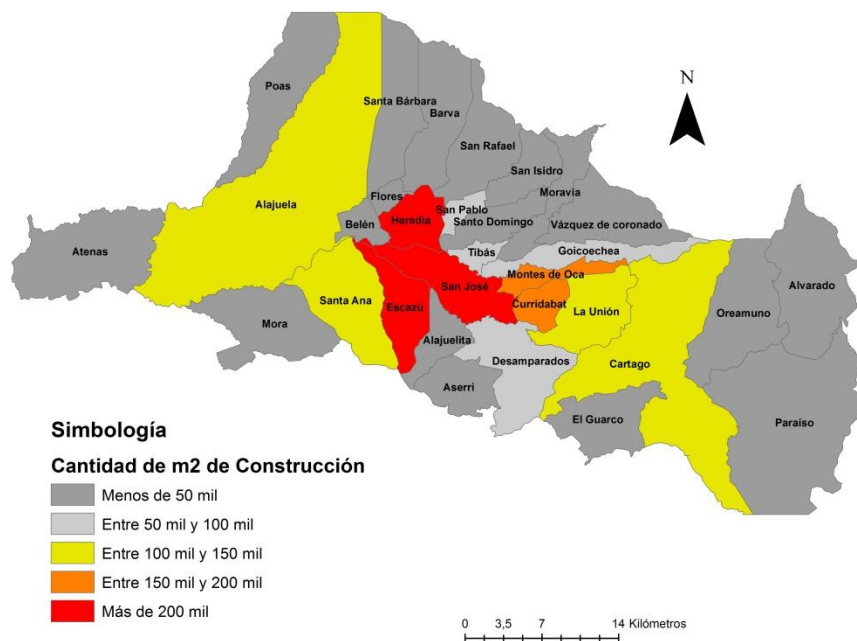 Poas
Santa Bárbara
Barva
N
San Rafael
San Isidro
Moravia
Flores
Alajuela
San Pablo
Heredia
Santo Domingo
Belén
Vázquez de coronado
Atenas
Tibás
Goicoechea
Montes de Oca
San José
Alvarado
Santa Ana
Escazú
Curridabat
La Unión
Oreamuno
Mora
Alajuelita
Desamparados
Cartago
Aserri
El Guarco
Paraíso
Simbología
Cantidad de m2 de Construcción
Menos de 50 mil
Entre 50 mil y 100 mil
Entre 100 mil y 150 mil
Entre 150 mil y 200 mil
Más de 200 mil
0 3,5 7 14 Kilómetros